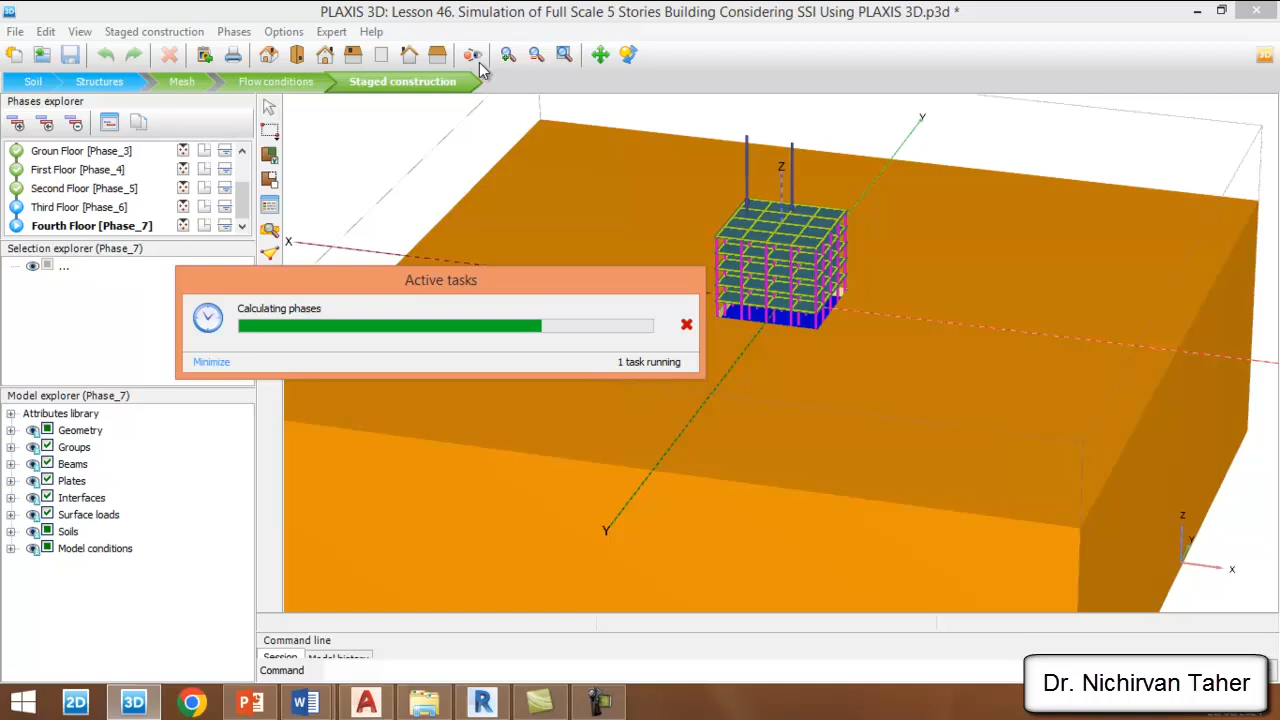 PLAXIS 3D: Lesson 46. Simulation of Full Scale 5 Stories Building Considering SSI Using PLAXIS 3D.p3d *
File Edit View Staged construction Phases Options Expert Help
Soil Structures Mesh Flow conditions Staged construction
Phases explorer
Groun Floor [Phase_3]
First Floor [Phase_4]
Second Floor [Phase_5]
Third Floor [Phase_6]
Fourth Floor [Phase_7]
Selection explorer (Phase_7)
...
Active tasks
Calculating phases
Minimize 1 task running
Model explorer (Phase_7)
Attributes library
Geometry
Groups
Beams
Plates
Interfaces
Surface loads
Soils
Model conditions
Y
Z
X
Y
Z
Y
X
Command line
Session Model history
Command
Dr. Nichirvan Taher
2D 3D
3D